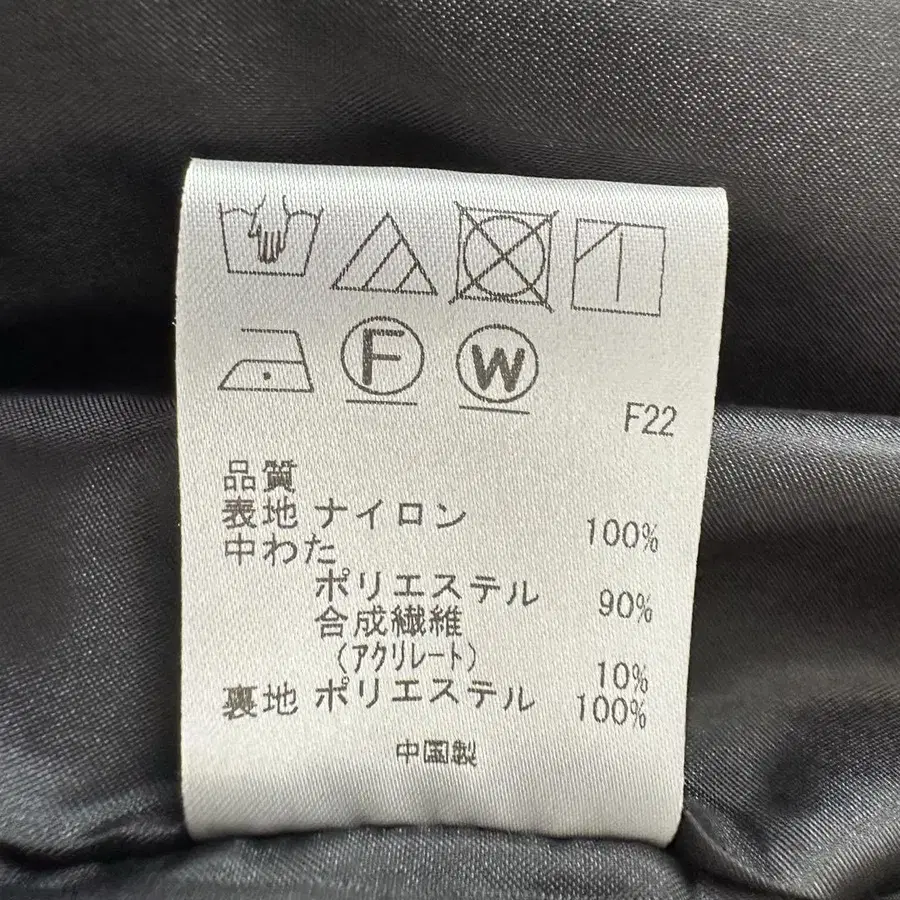 F W
F22
品質
表地 ナイロン 100%
中わた
ポリエステル 90%
合成繊維
(アクリレート) 10%
裏地 ポリエステル 100%
中国製